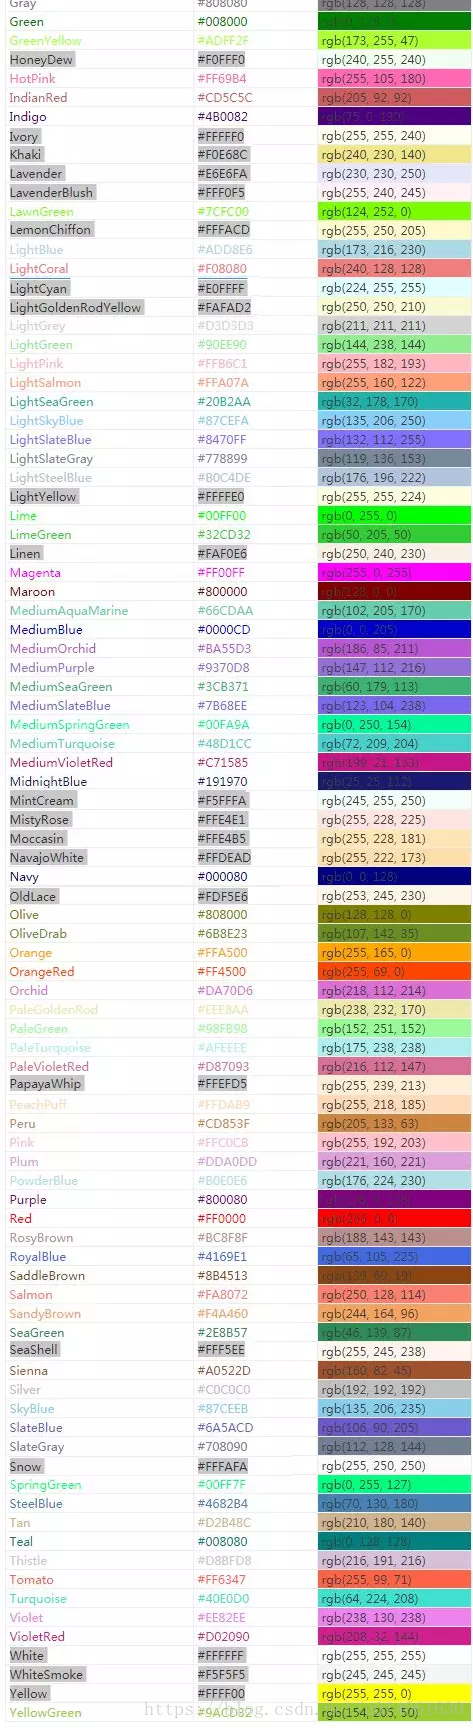 Gray #808080 rgb(128, 128, 128)
Green #008000 rgb(0, 128, 0)
GreenYellow #ADFF2F rgb(173, 255, 47)
HoneyDew #F0FFF0 rgb(240, 255, 240)
HotPink #FF69B4 rgb(255, 105, 180)
IndianRed #CD5C5C rgb(205, 92, 92)
Indigo #4B0082 rgb(75, 0, 130)
Ivory #FFFFF0 rgb(255, 255, 240)
Khaki #F0E68C rgb(240, 230, 140)
Lavender #E6E6FA rgb(230, 230, 250)
LavenderBlush #FFF0F5 rgb(255, 240, 245)
LawnGreen #7CFC00 rgb(124, 252, 0)
LemonChiffon #FFFACD rgb(255, 250, 205)
LightBlue #ADD8E6 rgb(173, 216, 230)
LightCoral #F08080 rgb(240, 128, 128)
LightCyan #E0FFFF rgb(224, 255, 255)
LightGoldenRodYellow #FAFAD2 rgb(250, 250, 210)
LightGrey #D3D3D3 rgb(211, 211, 211)
LightGreen #90EE90 rgb(144, 238, 144)
LightPink #FFB6C1 rgb(255, 182, 193)
LightSalmon #FFA07A rgb(255, 160, 122)
LightSeaGreen #20B2AA rgb(32, 178, 170)
LightSkyBlue #87CEFA rgb(135, 206, 250)
LightSlateBlue #8470FF rgb(132, 112, 255)
LightSlateGray #778899 rgb(119, 136, 153)
LightSteelBlue #B0C4DE rgb(176, 196, 222)
LightYellow #FFFFE0 rgb(255, 255, 224)
Lime #00FF00 rgb(0, 255, 0)
LimeGreen #32CD32 rgb(50, 205, 50)
Linen #FAF0E6 rgb(250, 240, 230)
Magenta #FF00FF rgb(255, 0, 255)
Maroon #800000 rgb(128, 0, 0)
MediumAquaMarine #66CDAA rgb(102, 205, 170)
MediumBlue #0000CD rgb(0, 0, 205)
MediumOrchid #BA55D3 rgb(186, 85, 211)
MediumPurple #9370D8 rgb(147, 112, 216)
MediumSeaGreen #3CB371 rgb(60, 179, 113)
MediumSlateBlue #7B68EE rgb(123, 104, 238)
MediumSpringGreen #00FA9A rgb(0, 250, 154)
MediumTurquoise #48D1CC rgb(72, 209, 204)
MediumVioletRed #C71585 rgb(199, 21, 133)
MidnightBlue #191970 rgb(25, 25, 112)
MintCream #F5FFFA rgb(245, 255, 250)
MistyRose #FFE4E1 rgb(255, 228, 225)
Moccasin #FFE4B5 rgb(255, 228, 181)
NavajoWhite #FFDEAD rgb(255, 222, 173)
Navy #000080 rgb(0, 0, 128)
OldLace #FDF5E6 rgb(253, 245, 230)
Olive #808000 rgb(128, 128, 0)
OliveDrab #6B8E23 rgb(107, 142, 35)
Orange #FFA500 rgb(255, 165, 0)
OrangeRed #FF4500 rgb(255, 69, 0)
Orchid #DA70D6 rgb(218, 112, 214)
PaleGoldenRod #EEE8AA rgb(238, 232, 170)
PaleGreen #98FB98 rgb(152, 251, 152)
PaleTurquoise #AFEEEE rgb(175, 238, 238)
PaleVioletRed #D87093 rgb(216, 112, 147)
PapayaWhip #FFEFD5 rgb(255, 239, 213)
PeachPuff #FFDAB9 rgb(255, 218, 185)
Peru #CD853F rgb(205, 133, 63)
Pink #FFC0CB rgb(255, 192, 203)
Plum #DDA0DD rgb(221, 160, 221)
PowderBlue #B0E0E6 rgb(176, 224, 230)
Purple #800080
Red #FF0000 rgb(255, 0, 0)
RosyBrown #BC8F8F rgb(188, 143, 143)
RoyalBlue #4169E1 rgb(65, 105, 225)
SaddleBrown #8B4513 rgb(139, 69, 19)
Salmon #FA8072 rgb(250, 128, 114)
SandyBrown #F4A460 rgb(244, 164, 96)
SeaGreen #2E8B57 rgb(46, 139, 87)
SeaShell #FFF5EE rgb(255, 245, 238)
Sienna #A0522D rgb(160, 82, 45)
Silver #C0C0C0 rgb(192, 192, 192)
SkyBlue #87CEEB rgb(135, 206, 235)
SlateBlue #6A5ACD rgb(106, 90, 205)
SlateGray #708090 rgb(112, 128, 144)
Snow #FFFAFA rgb(255, 250, 250)
SpringGreen #00FF7F rgb(0, 255, 127)
SteelBlue #4682B4 rgb(70, 130, 180)
Tan #D2B48C rgb(210, 180, 140)
Teal #008080 rgb(0, 128, 128)
Thistle #D8BFD8 rgb(216, 191, 216)
Tomato #FF6347 rgb(255, 99, 71)
Turquoise #40E0D0 rgb(64, 224, 208)
Violet #EE82EE rgb(238, 130, 238)
VioletRed #D02090 rgb(208, 32, 144)
White #FFFFFF rgb(255, 255, 255)
WhiteSmoke #F5F5F5 rgb(245, 245, 245)
Yellow #FFFF00 rgb(255, 255, 0)
YellowGreen #9ACD32 rgb(154, 205, 50)